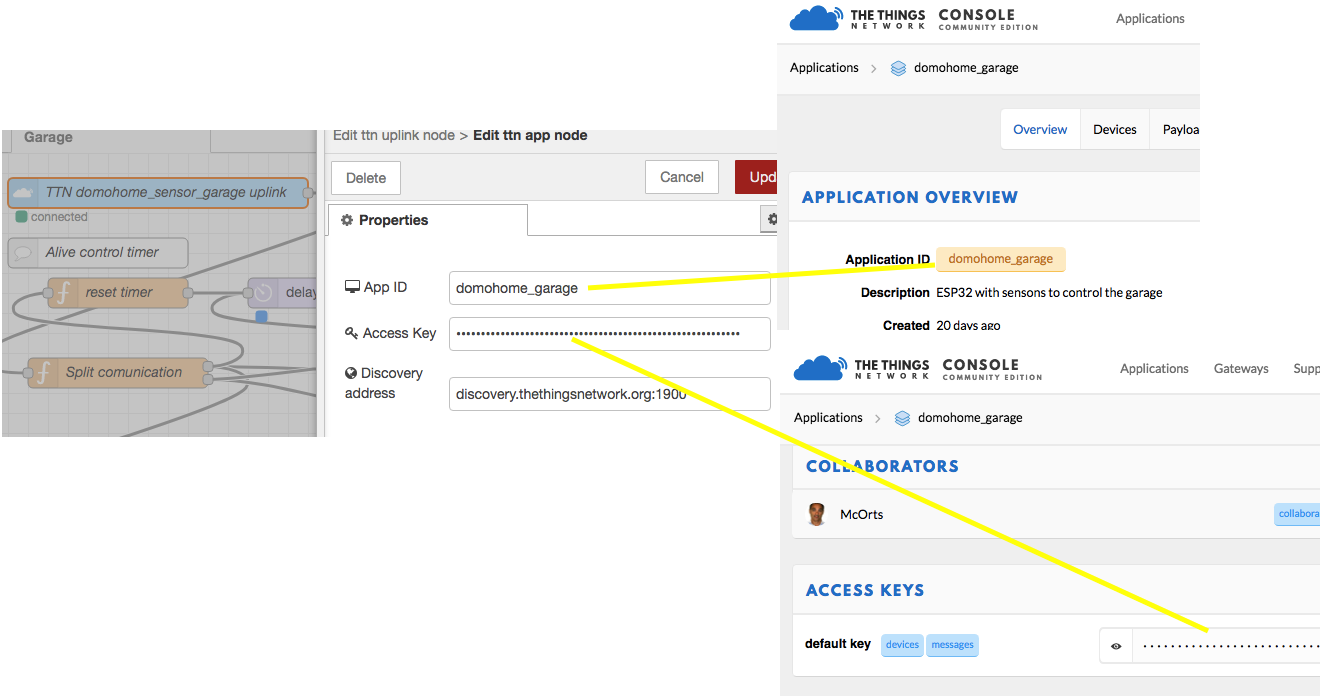 Garage
TTN domohome_sensor_garage uplink
connected
Alive control timer
reset timer
delay
Split comunication
Edit ttn uplink node > Edit ttn app node
Delete
Cancel
Upd
Properties
App ID
domohome_garage
Access Key
Discovery
address
discovery.thethingsnetwork.org:1900
THE THINGS
NETWORK
CONSOLE
COMMUNITY EDITION
Applications
Applications > domohome_garage
Overview
Devices
Payloa
APPLICATION OVERVIEW
Application ID domohome_garage
Description ESP32 with sensons to control the garage
Created 20 days ago
THE THINGS
NETWORK
CONSOLE
COMMUNITY EDITION
Applications
Gateways
Supp
Applications > domohome_garage
COLLABORATORS
McOrts
collabora
ACCESS KEYS
default key devices messages